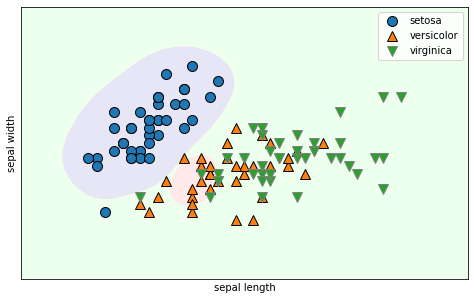 setosa
versicolor
virginica
sepal width
sepal length